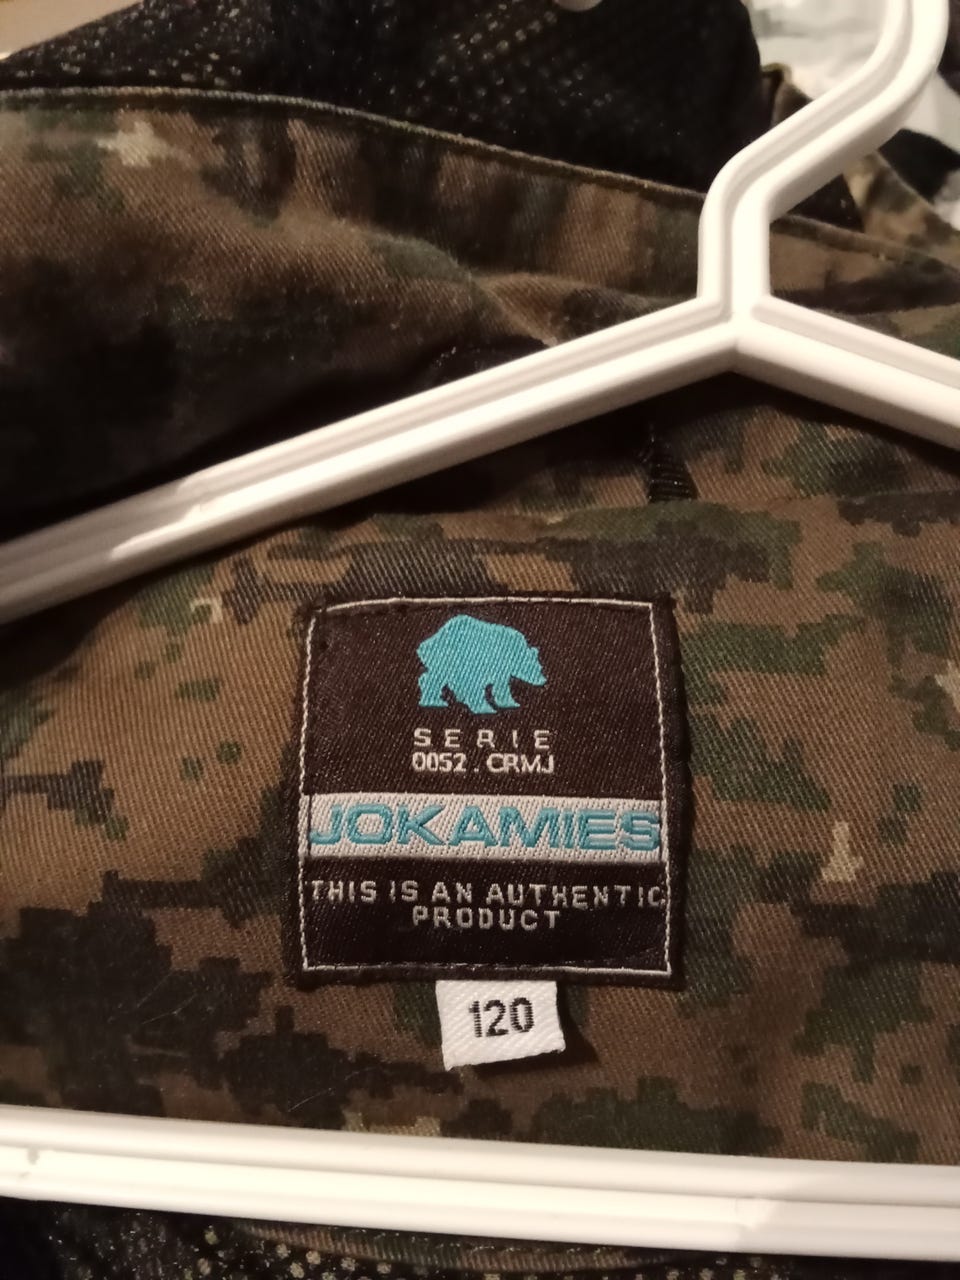 SERIE
0052.CRMJ
JOKAMIES
THIS IS AN AUTHENTIC
PRODUCT
120